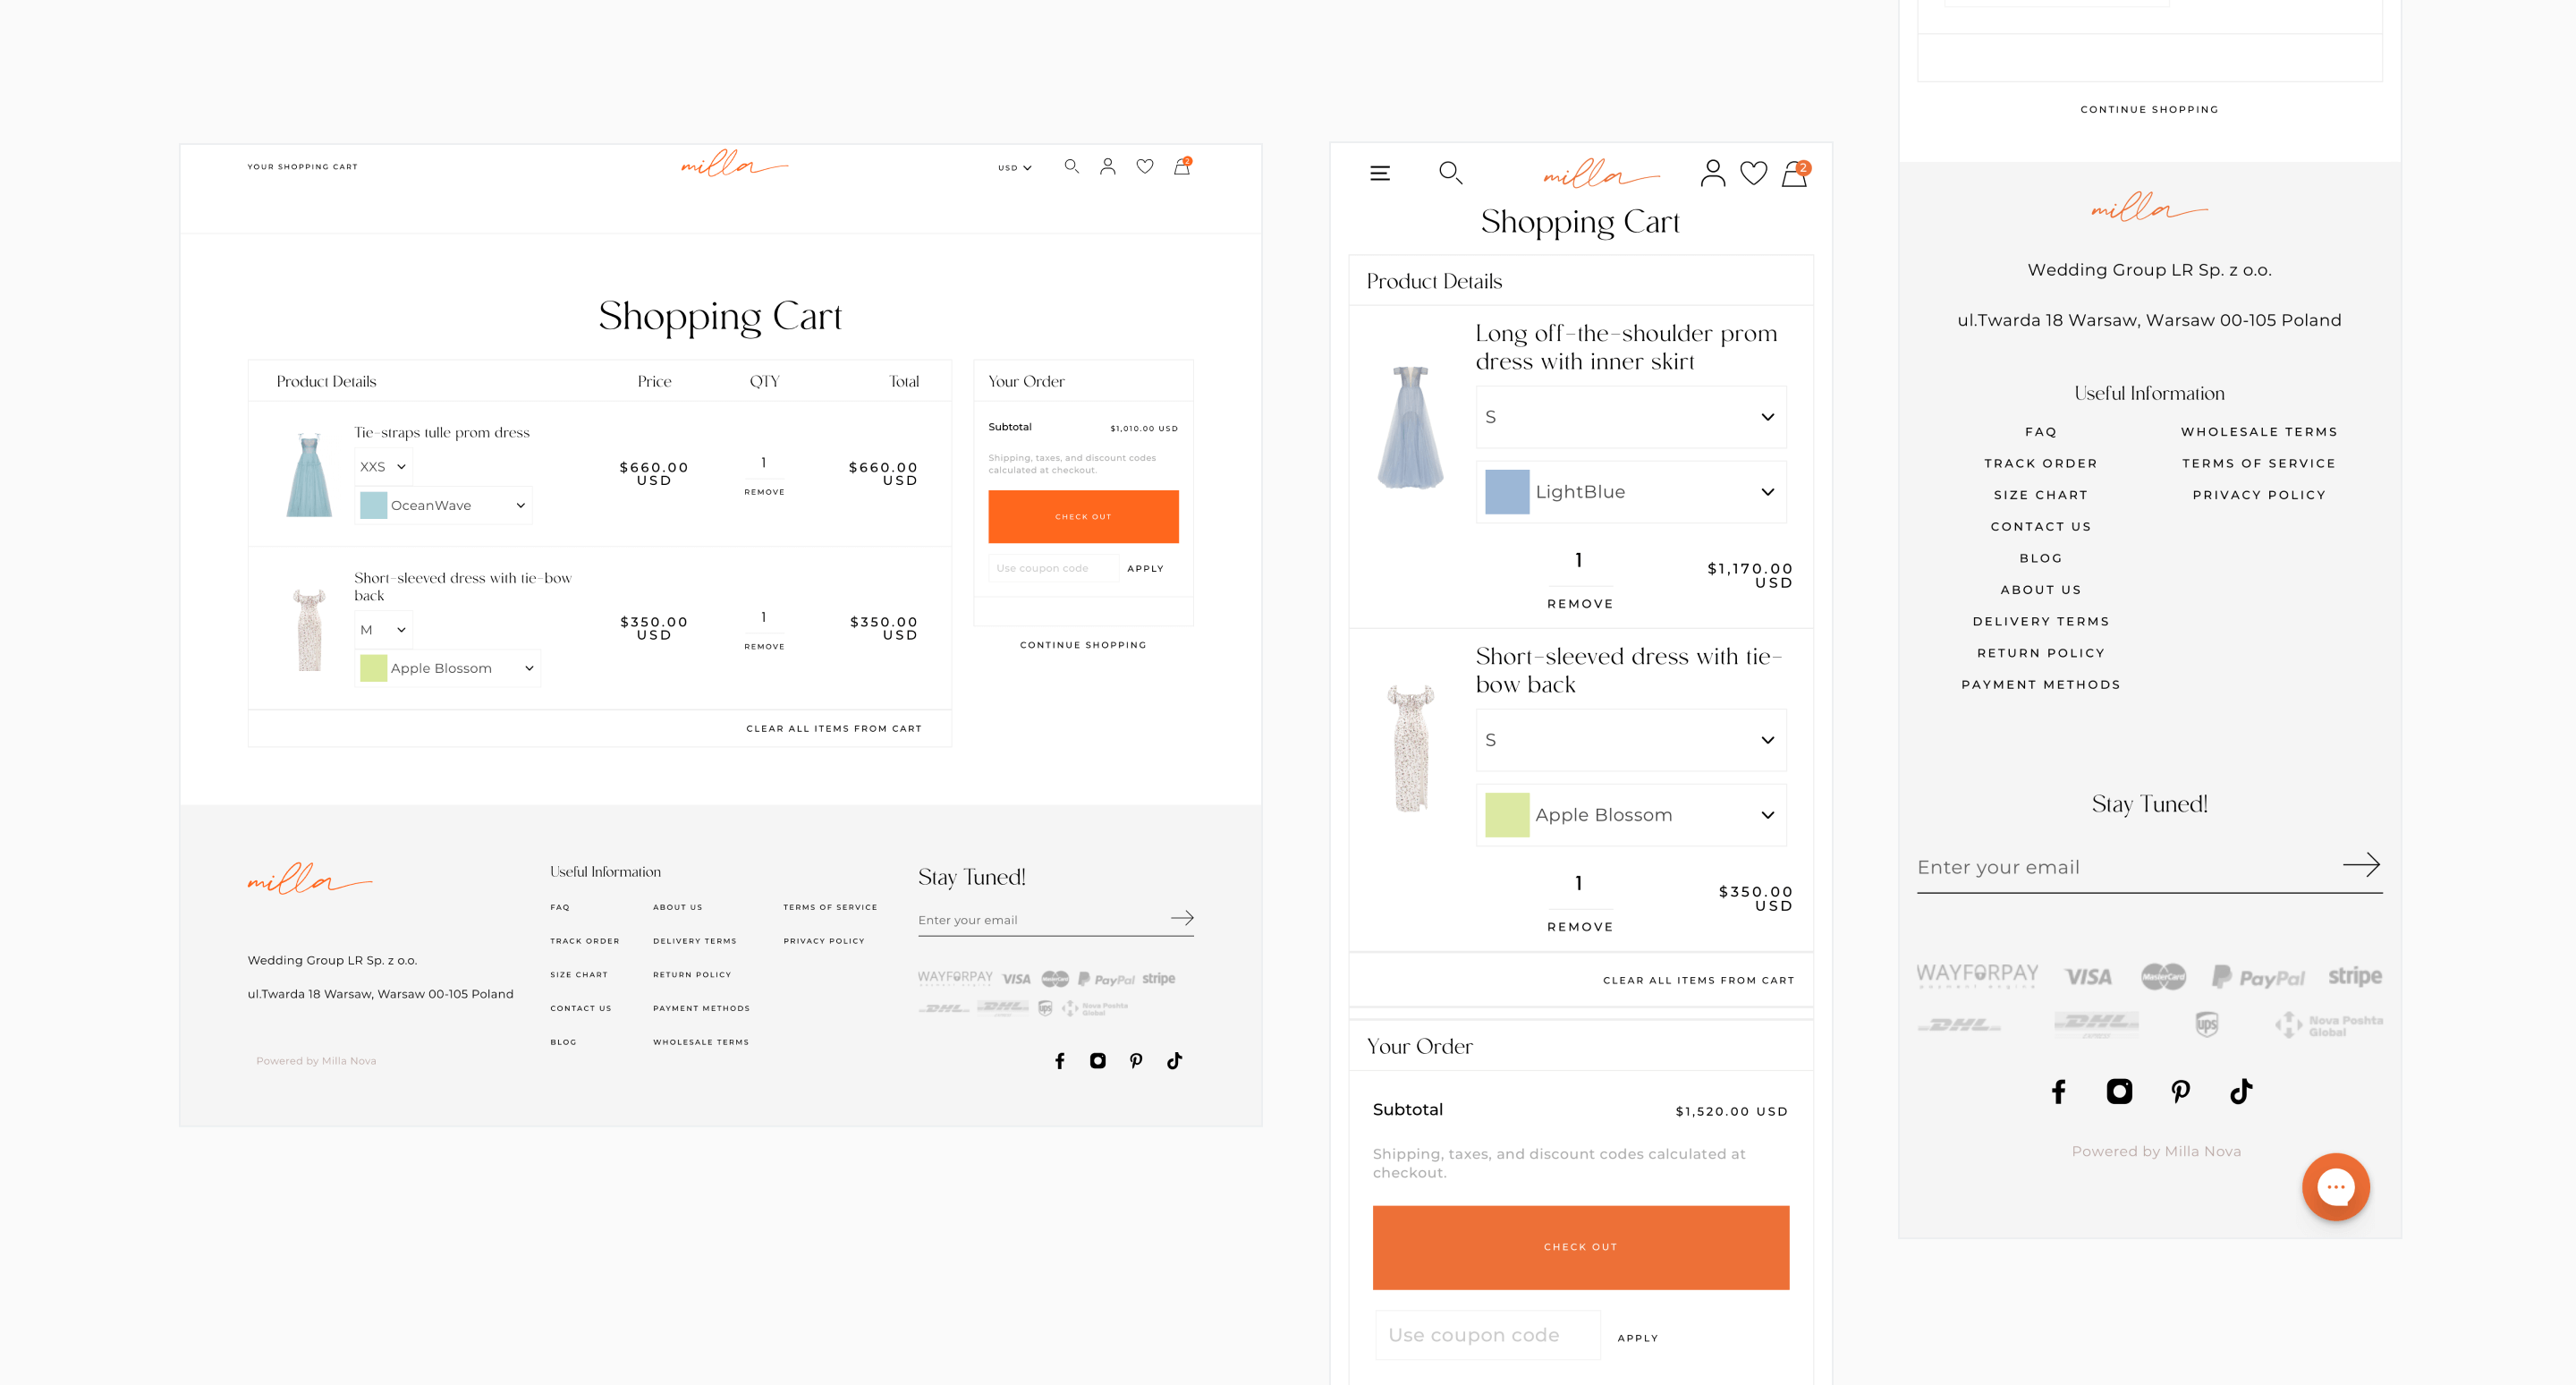 YOUR SHOPPING CART
milla
USD
2
Shopping Cart
Product Details Price QTY Total
Tie-straps tulle prom dress
XXS
OceanWave
$660.00
USD
1
REMOVE
$660.00
USD
Short-sleeved dress with tie-bow
back
M
Apple Blossom
$350.00
USD
1
REMOVE
$350.00
USD
CLEAR ALL ITEMS FROM CART
Your Order
Subtotal $1,010.00 USD
Shipping, taxes, and discount codes
calculated at checkout.
CHECK OUT
Use coupon code APPLY
CONTINUE SHOPPING
milla
Wedding Group LR Sp. z o.o.
ul.Twarda 18 Warsaw, Warsaw 00-105 Poland
Powered by Milla Nova
Useful Information
FAQ ABOUT US TERMS OF SERVICE
TRACK ORDER DELIVERY TERMS PRIVACY POLICY
SIZE CHART RETURN POLICY
CONTACT US PAYMENT METHODS
BLOG WHOLESALE TERMS
Stay Tuned!
Enter your email
WAYFORPAY VISA MasterCard PayPal stripe
payment engine
DHL DHL ups Nova Poshta
Global
milla
2
Shopping Cart
Product Details
Long off-the-shoulder prom
dress with inner skirt
S
LightBlue
1
REMOVE
$1,170.00
USD
Short-sleeved dress with tie-
bow back
S
Apple Blossom
1
REMOVE
$350.00
USD
CLEAR ALL ITEMS FROM CART
Your Order
Subtotal $1,520.00 USD
Shipping, taxes, and discount codes calculated at
checkout.
CHECK OUT
Use coupon code APPLY
CONTINUE SHOPPING
milla
Wedding Group LR Sp. z o.o.
ul.Twarda 18 Warsaw, Warsaw 00-105 Poland
Useful Information
FAQ WHOLESALE TERMS
TRACK ORDER TERMS OF SERVICE
SIZE CHART PRIVACY POLICY
CONTACT US
BLOG
ABOUT US
DELIVERY TERMS
RETURN POLICY
PAYMENT METHODS
Stay Tuned!
Enter your email
WAYFORPAY VISA MasterCard PayPal stripe
payment engine
DHL DHL ups Nova Poshta
Global
Powered by Milla Nova